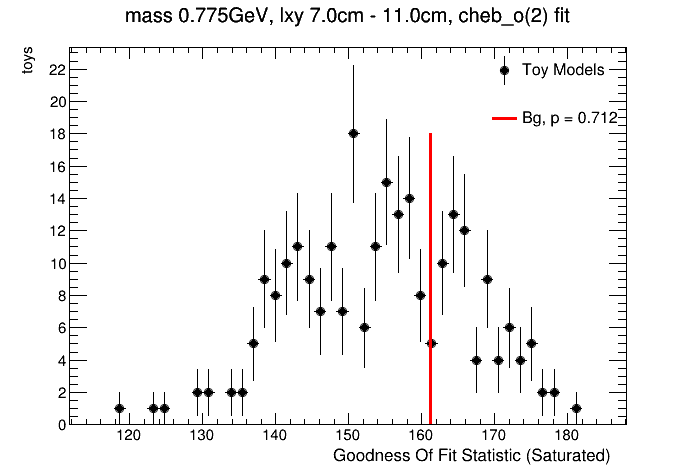 mass 0.775GeV, lxy 7.0cm - 11.0cm, cheb_o(2) fit
toys
Toy Models
Bg, p = 0.712
22
20
18
16
14
12
10
8
6
4
2
0
120 130 140 150 160 170 180
Goodness Of Fit Statistic (Saturated)